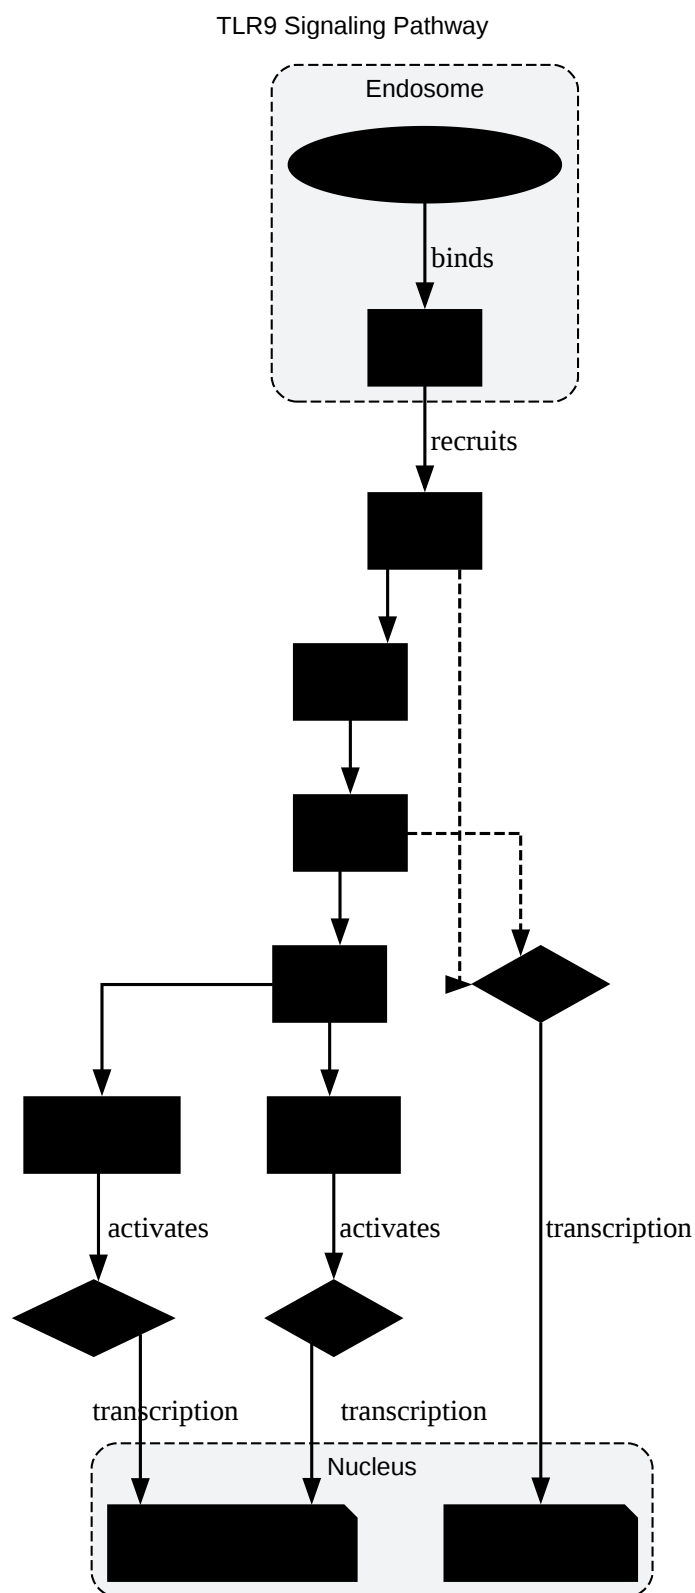 TLR9 Signaling Pathway
Endosome
binds
recruits
activates
activates
transcription
transcription
transcription
Nucleus